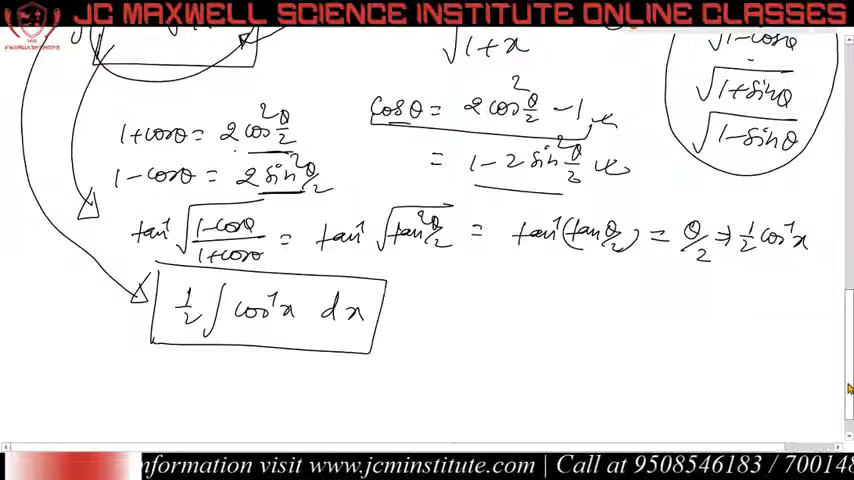 JC MAXWELL SCIENCE INSTITUTE ONLINE CLASSES
√1+x
√1-cosθ
√1+sinθ
√1-sinθ
1+cosθ = 2cos²θ/2
cosθ = 2cos²θ/2 -1
1-cosθ = 2sin²θ/2
= 1-2sin²θ/2
tan⁻¹ √(1-cosθ)/(1+cosθ) = tan⁻¹ √tan²θ/2 = tan⁻¹(tanθ/2) = θ/2 ⇒ 1/2 cos⁻¹x
1/2 ∫ cos⁻¹x dx
nformation visit www.jcminstitute.com | Call at 9508546183 / 700148